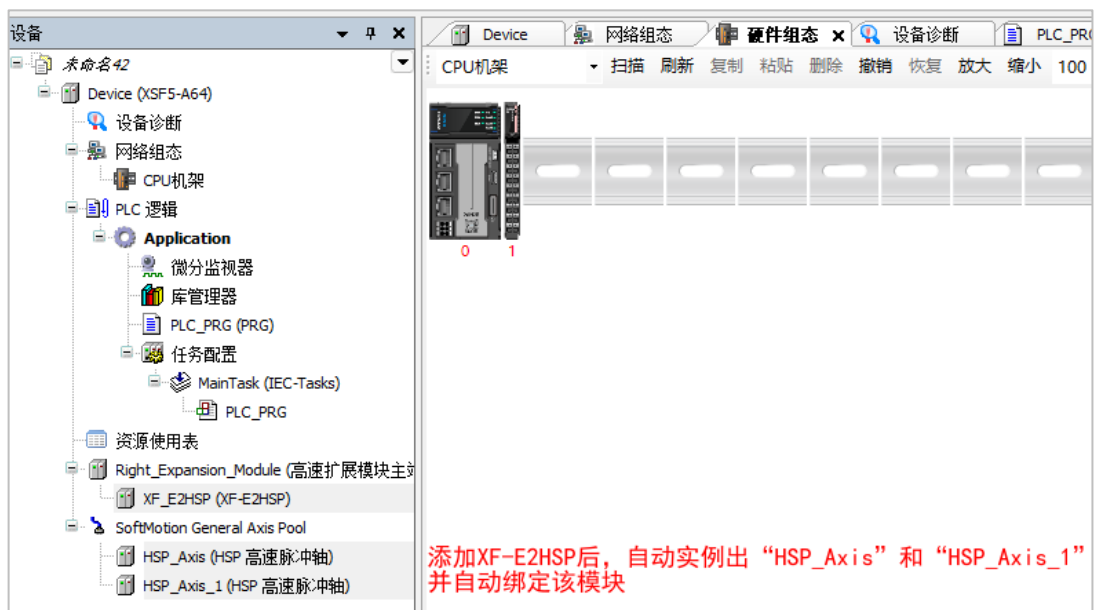 设备
未命名42
Device (XSF5-A64)
设备诊断
网络组态
CPU机架
PLC 逻辑
Application
微分监视器
库管理器
PLC_PRG (PRG)
任务配置
MainTask (IEC-Tasks)
PLC_PRG
资源使用表
Right_Expansion_Module (高速扩展模块主站
XF_E2HSP (XF-E2HSP)
SoftMotion General Axis Pool
HSP_Axis (HSP 高速脉冲轴)
HSP_Axis_1 (HSP 高速脉冲轴)
Device 网络组态 硬件组态 设备诊断 PLC_PR
CPU机架 扫描 刷新 复制 粘贴 删除 撤销 恢复 放大 缩小 100
0 1
添加XF-E2HSP后，自动实例出“HSP_Axis”和“HSP_Axis_1”
并自动绑定该模块